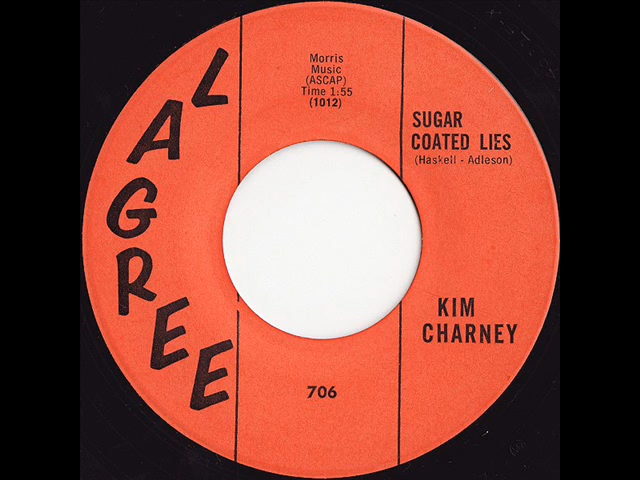 LAGREE
Morris
Music
(ASCAP)
Time 1:55
(1012)
SUGAR
COATED LIES
(Haskell - Adleson)
KIM
CHARNEY
706